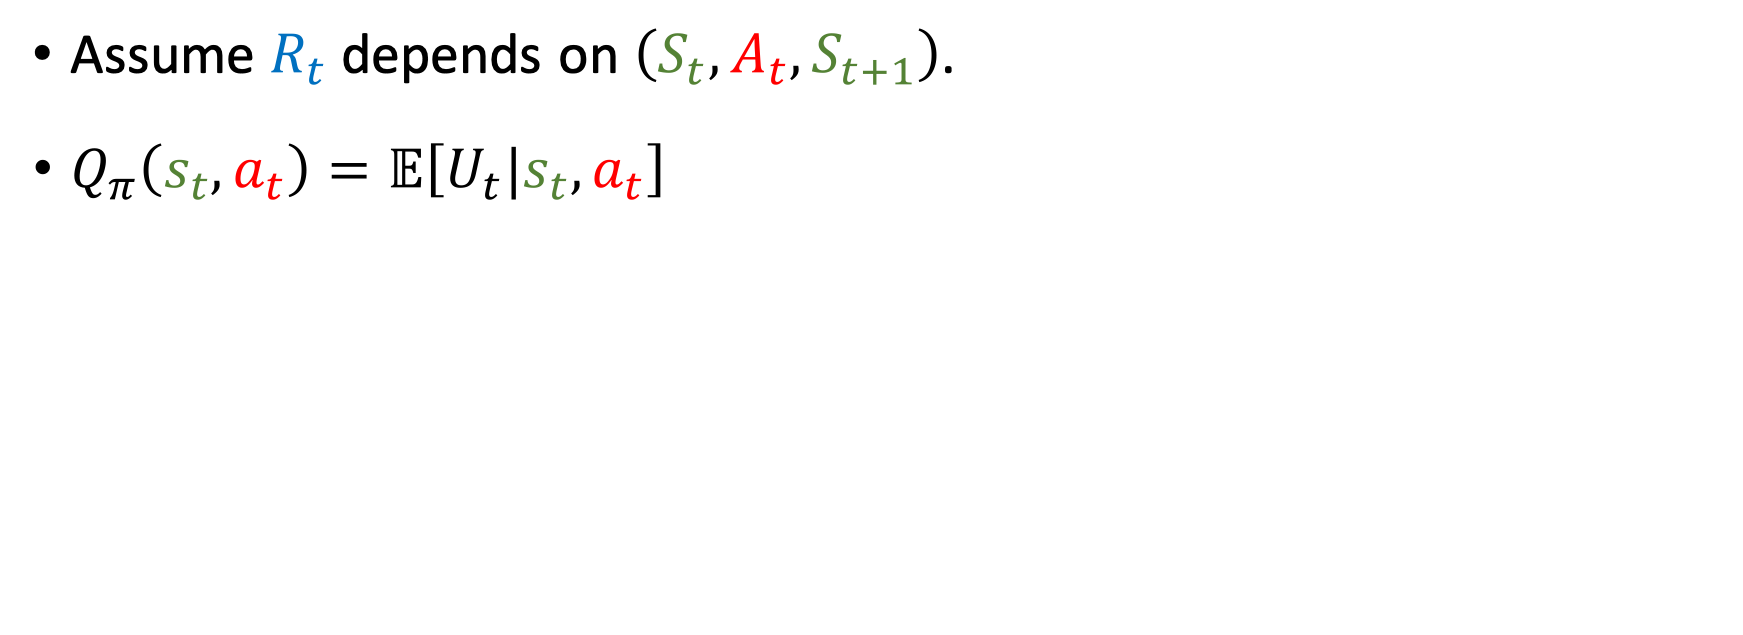 • Assume Rₜ depends on (Sₜ, Aₜ, Sₜ₊₁).
• Q_π(sₜ, aₜ) = 𝔼[Uₜ|sₜ, aₜ]